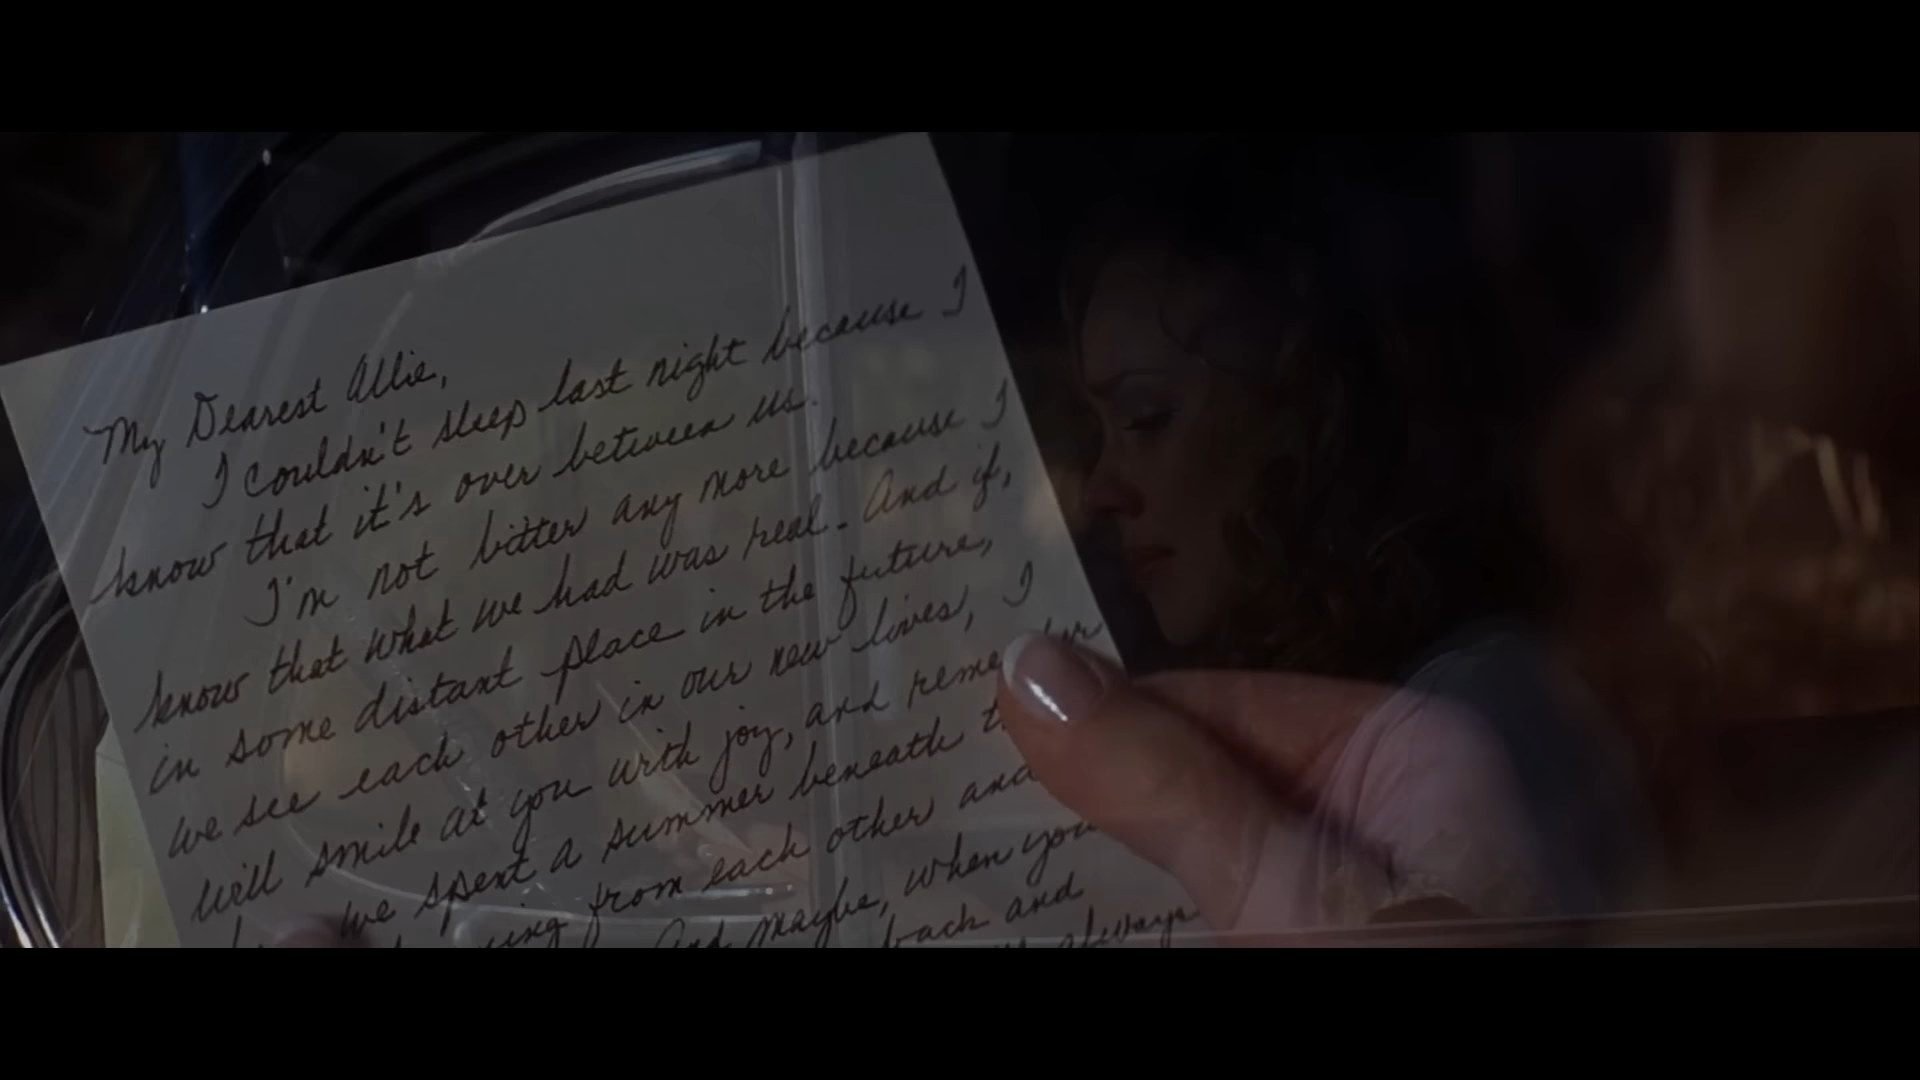 My Dearest Allie,
I couldn't sleep last night because I
know that it's over between us.
I'm not bitter any more because I
know that what we had was real. And if,
in some distant place in the future,
we see each other in our new lives, I
will smile at you with joy, and
we spent a summer beneath
from each other and
And maybe, when you
back and
always